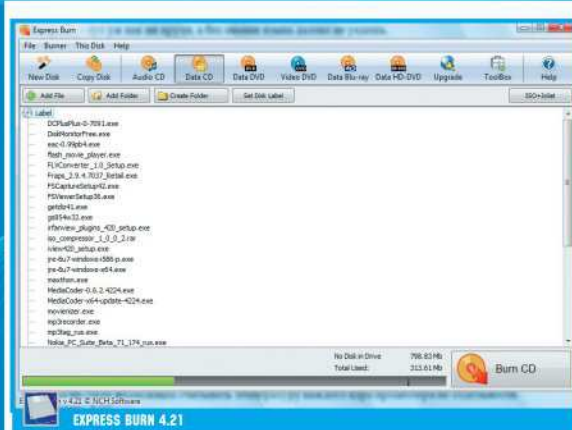 Express Burn
File Burner This Disk Help
New Disk Copy Disk Audio CD Data CD Data DVD Video DVD Data Blu-ray Data HD-DVD Upgrade ToolBox Help
Add File Add Folder Create Folder Set Disk Label ISO+Joliet
Label
DCPlusPlus-0-7091.exe
DiskMonitorFree.exe
eac-0.99pb4.exe
flash_movie_player.exe
FLVConverter_1.0_Setup.exe
Fraps_2.9.4.7037_Retail.exe
FSCaptureSetup42.exe
FSViewerSetup36.exe
getdiz41.exe
gs854w32.exe
irfanview_plugins_420_setup.exe
iso_compressor_1_0_0_2.rar
iview420_setup.exe
jre-6u7-windows-i586-p.exe
jre-6u7-windows-x64.exe
maxthon.exe
MediaCoder-0.6.2.4224.exe
MediaCoder-x64-update-4224.exe
movienizer.exe
mp3recorder.exe
mp3tag_rus.exe
Nokia_PC_Suite_Beta_71_174_rus.exe
No Disk in Drive 798.83 Mb
Total Used: 313.61 Mb
Burn CD
v 4.21 © NCH Software
EXPRESS BURN 4.21